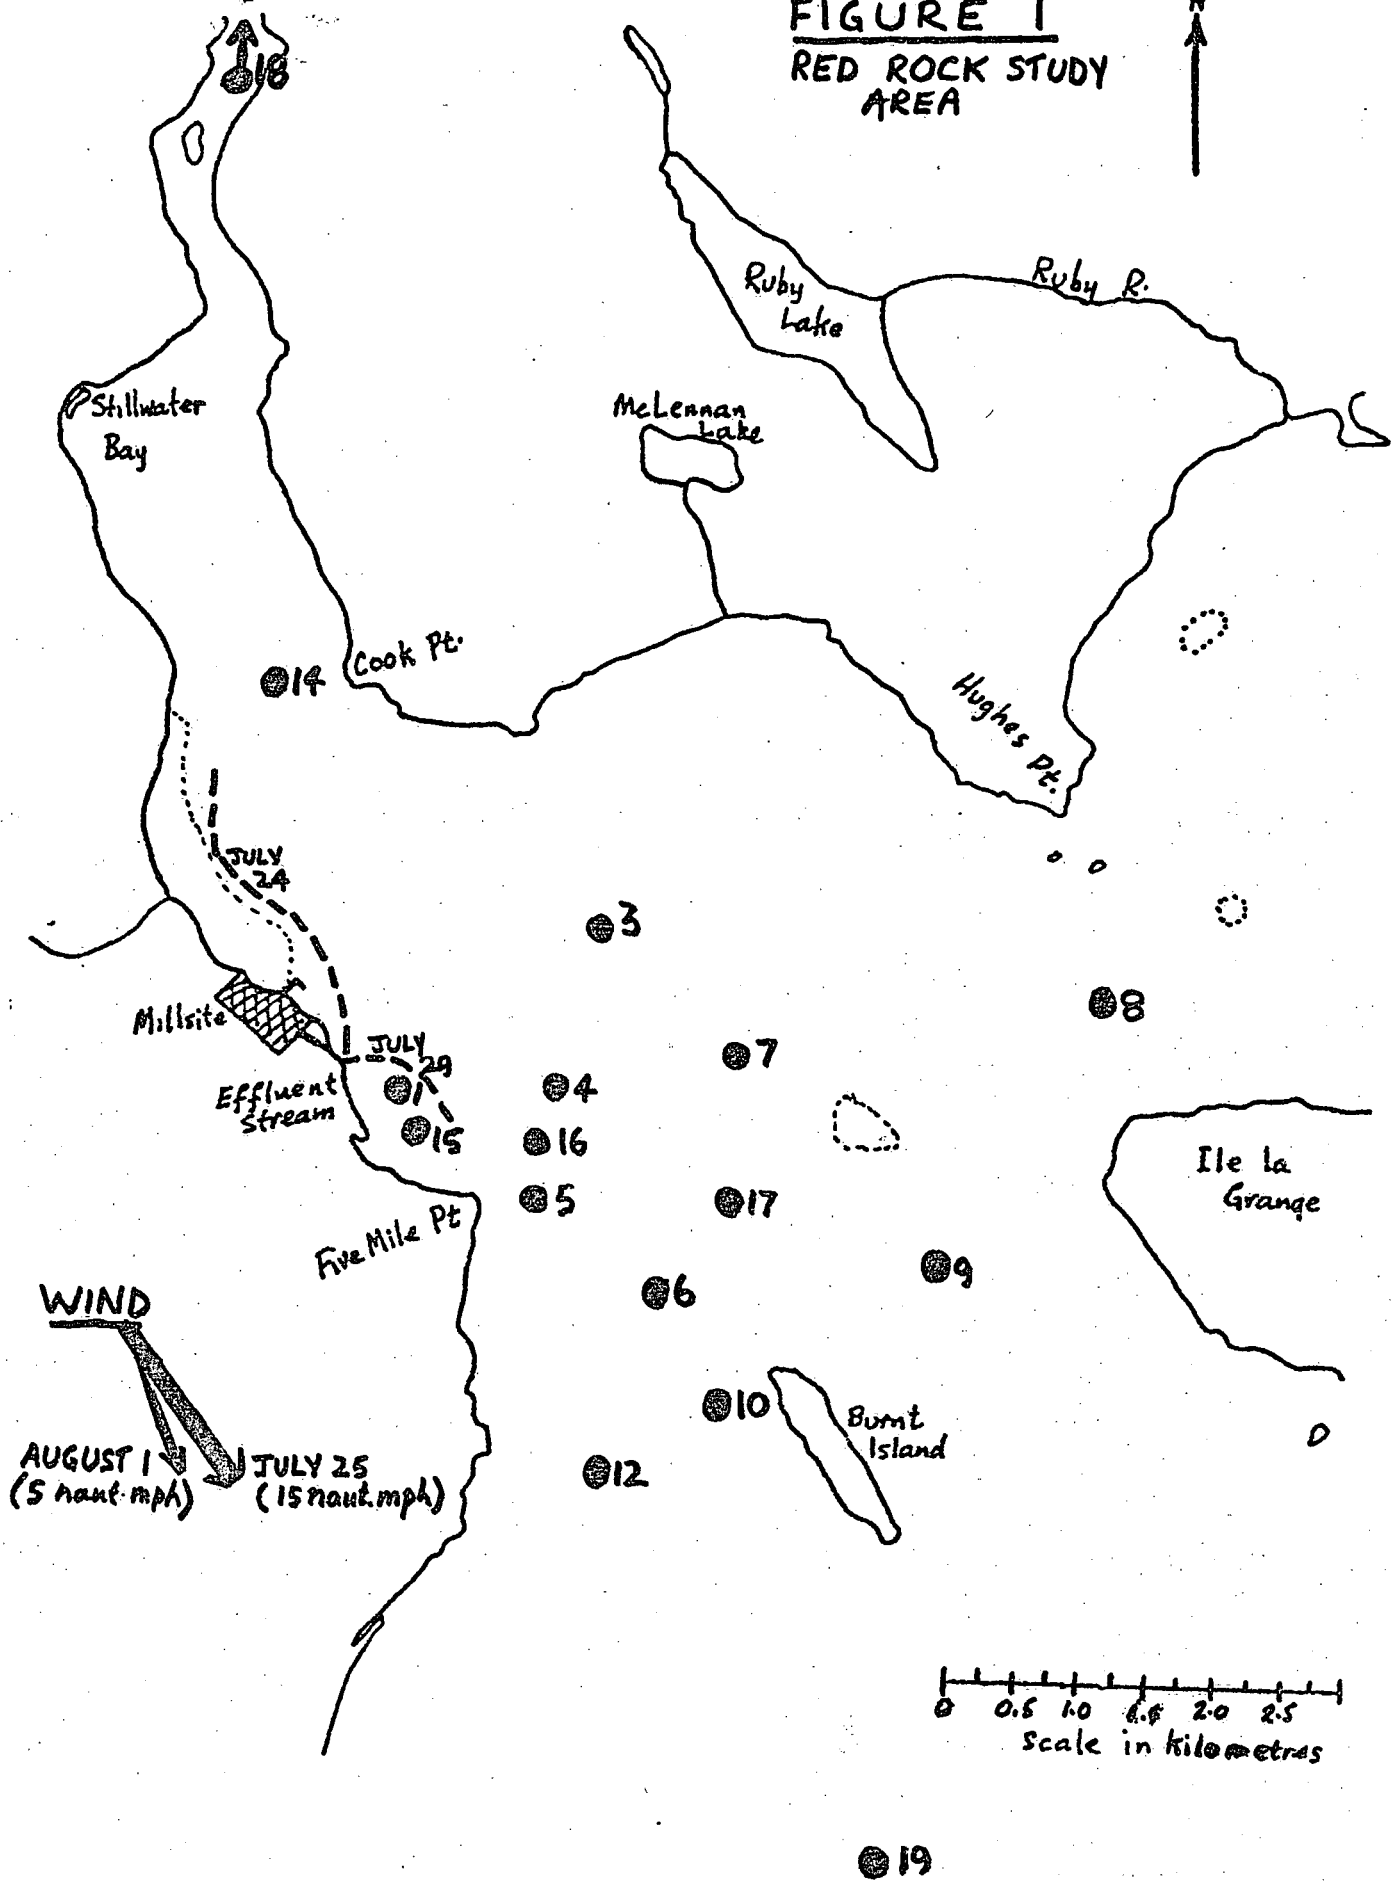 FIGURE 1
N
RED ROCK STUDY
AREA
18
Ruby
Lake
Ruby R.
Stillwater
Bay
McLennan
Lake
14
Cook Pt.
Hughes Pt.
JULY
24
3
8
Millsite
JULY
29
7
1
4
Effluent
Stream
15
16
Ile la
Grange
5
17
Five Mile Pt
9
6
WIND
10
Burnt
Island
12
AUGUST 1
(5 naut. mph)
JULY 25
(15 naut. mph)
0 0.5 1.0 1.5 2.0 2.5
scale in kilometres
19